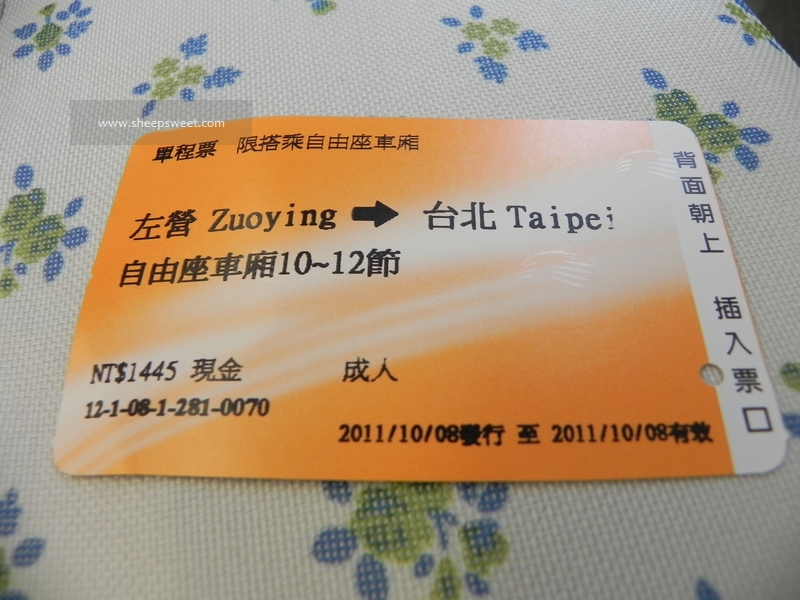 www.sheepsweet.com
單程票 限搭乘自由座車廂
左營 Zuoying ➡ 台北 Taipei
自由座車廂10~12節
NT$1445 現金 成人
12-1-08-1-281-0070
2011/10/08發行 至 2011/10/08有效
背面朝上 插入票口